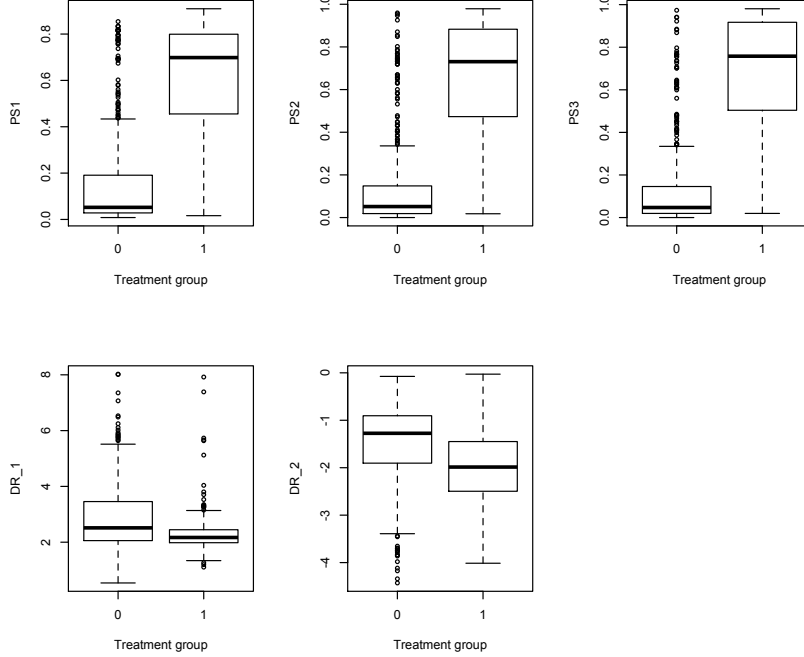 PS1
0.0 0.2 0.4 0.6 0.8
0 1
Treatment group
PS2
0.0 0.2 0.4 0.6 0.8 1.0
0 1
Treatment group
PS3
0.0 0.2 0.4 0.6 0.8 1.0
0 1
Treatment group
DR_1
2 4 6 8
0 1
Treatment group
DR_2
-4 -3 -2 -1 0
0 1
Treatment group